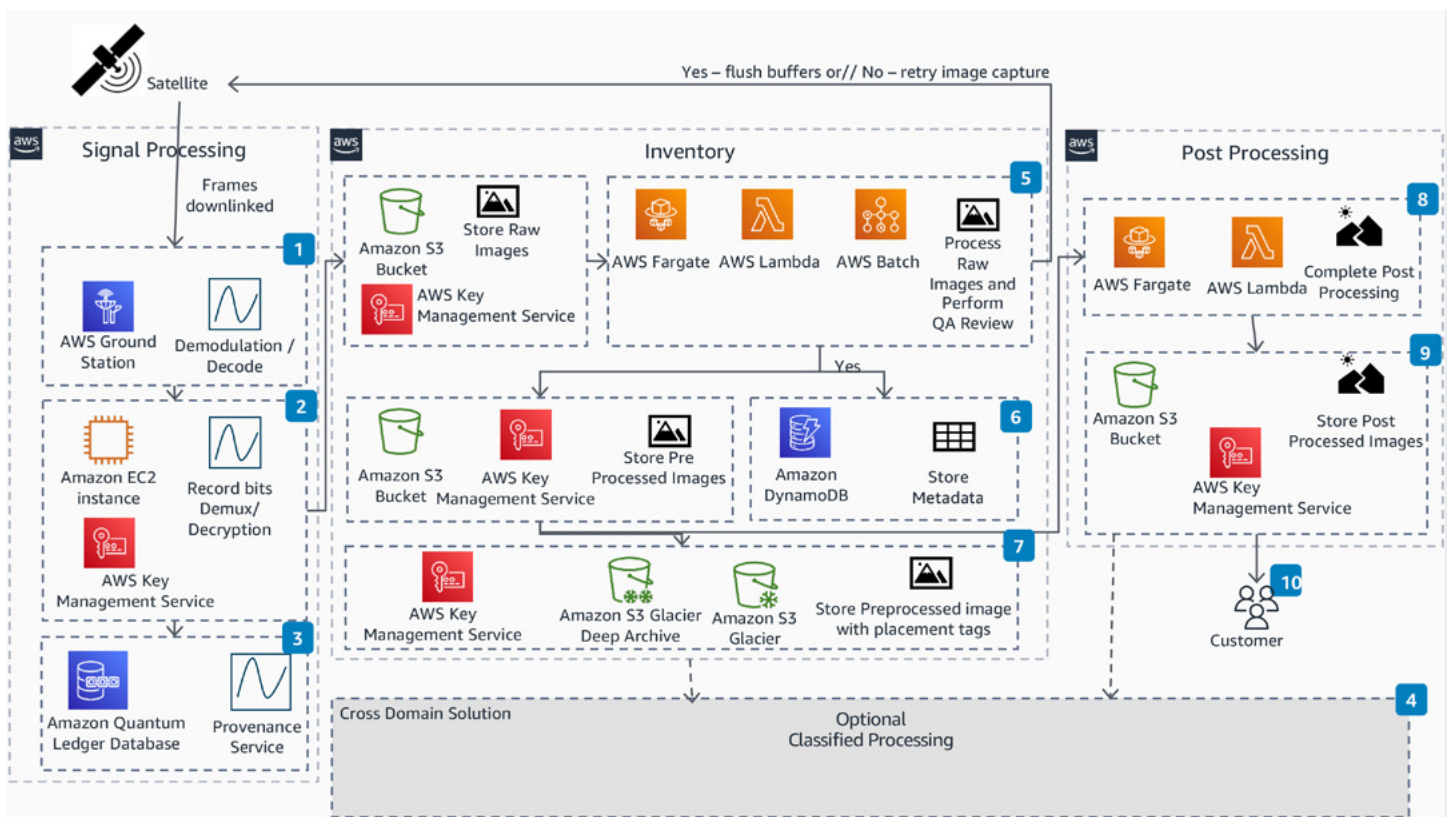 Satellite
Yes – flush buffers or// No – retry image capture
aws
Signal Processing
Frames
downlinked
1
AWS Ground
Station
Demodulation /
Decode
2
Amazon EC2
instance
Record bits
Demux/
Decryption
AWS Key
Management Service
3
Amazon Quantum
Ledger Database
Provenance
Service
aws
Inventory
Amazon S3
Bucket
Store Raw
Images
AWS Key
Management Service
5
AWS Fargate
AWS Lambda
AWS Batch
Process
Raw
Images and
Perform
QA Review
Yes
Amazon S3
Bucket
AWS Key
Management Service
Store Pre
Processed Images
6
Amazon
DynamoDB
Store
Metadata
7
AWS Key
Management Service
Amazon S3 Glacier
Deep Archive
Amazon S3
Glacier
Store Preprocessed image
with placement tags
aws
Post Processing
8
AWS Fargate
AWS Lambda
Complete Post
Processing
9
Amazon S3
Bucket
Store Post
Processed Images
AWS Key
Management Service
10
Customer
4
Cross Domain Solution
Optional
Classified Processing